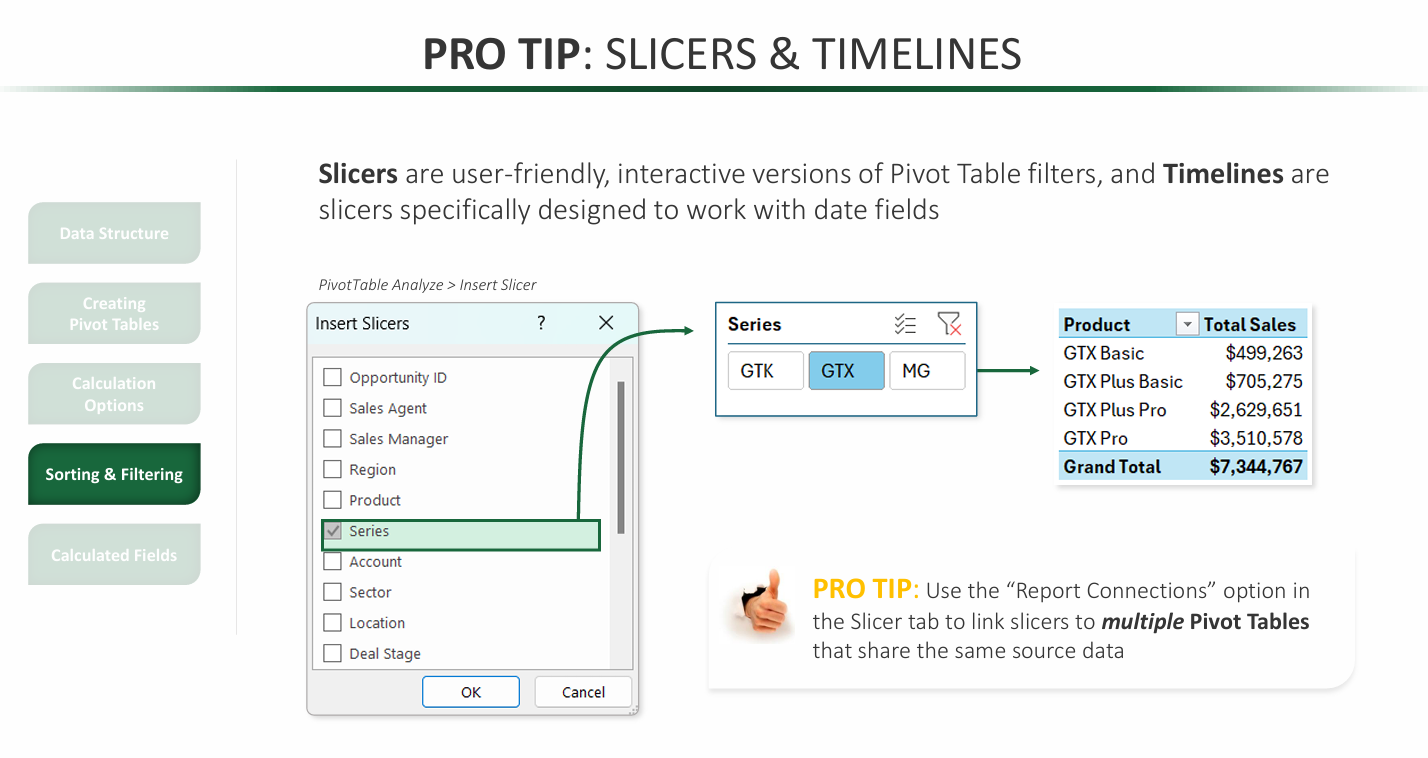 PRO TIP: SLICERS & TIMELINES
Data Structure
Creating
Pivot Tables
Calculation
Options
Sorting & Filtering
Calculated Fields
Slicers are user-friendly, interactive versions of Pivot Table filters, and Timelines are
slicers specifically designed to work with date fields
PivotTable Analyze > Insert Slicer
Insert Slicers ?
Opportunity ID
Sales Agent
Sales Manager
Region
Product
Series
Account
Sector
Location
Deal Stage
OK Cancel
Series
GTK GTX MG
Product Total Sales
GTX Basic $499,263
GTX Plus Basic $705,275
GTX Plus Pro $2,629,651
GTX Pro $3,510,578
Grand Total $7,344,767
PRO TIP: Use the “Report Connections” option in
the Slicer tab to link slicers to multiple Pivot Tables
that share the same source data